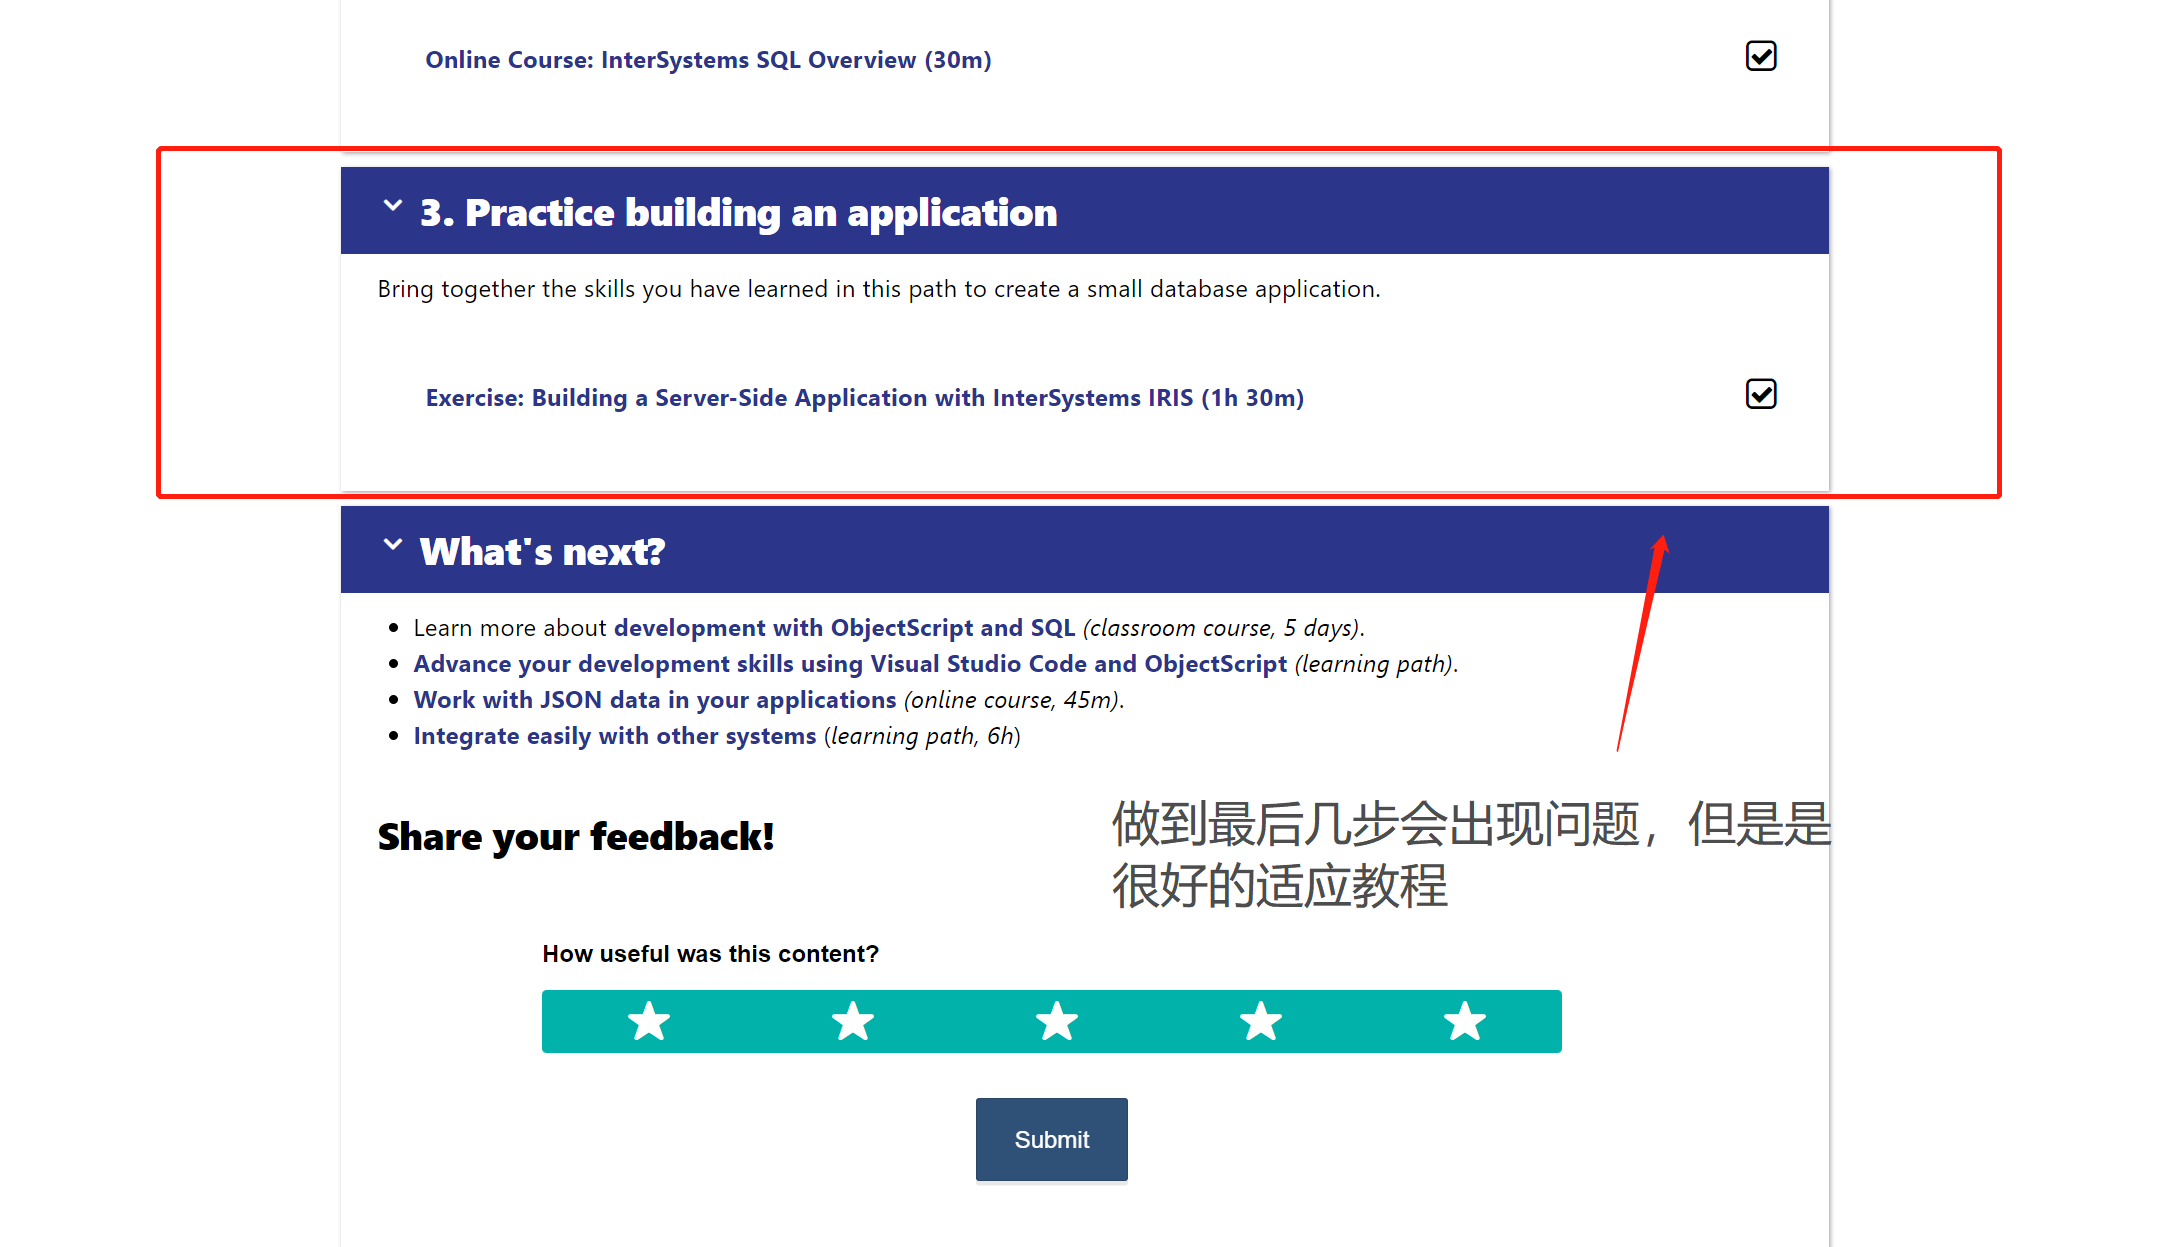 Online Course: InterSystems SQL Overview (30m)
3. Practice building an application
Bring together the skills you have learned in this path to create a small database application.
Exercise: Building a Server-Side Application with InterSystems IRIS (1h 30m)
What's next?
Learn more about development with ObjectScript and SQL (classroom course, 5 days).
Advance your development skills using Visual Studio Code and ObjectScript (learning path).
Work with JSON data in your applications (online course, 45m).
Integrate easily with other systems (learning path, 6h)
Share your feedback!
做到最后几步会出现问题，但是是
很好的适应教程
How useful was this content?
Submit